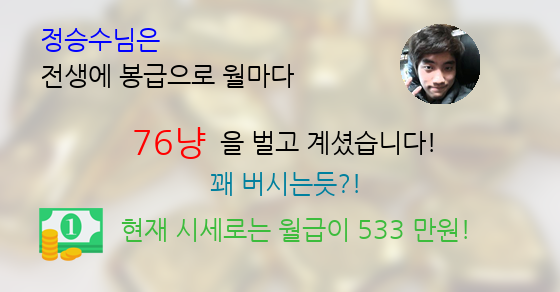 정승수님은
전생에 봉급으로 월마다
76냥 을 벌고 계셨습니다!
꽤 버시는듯?!
1
현재 시세로는 월급이 533 만원!